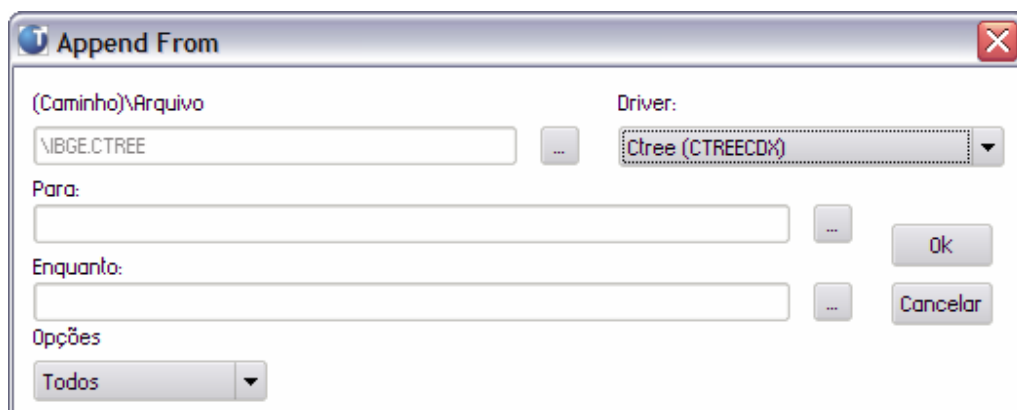 Append From
(Caminho)\Arquivo
Driver:
\IBGE.CTREE
...
Ctree (CTREECDX)
Para:
...
Ok
Enquanto:
...
Cancelar
Opções
Todos